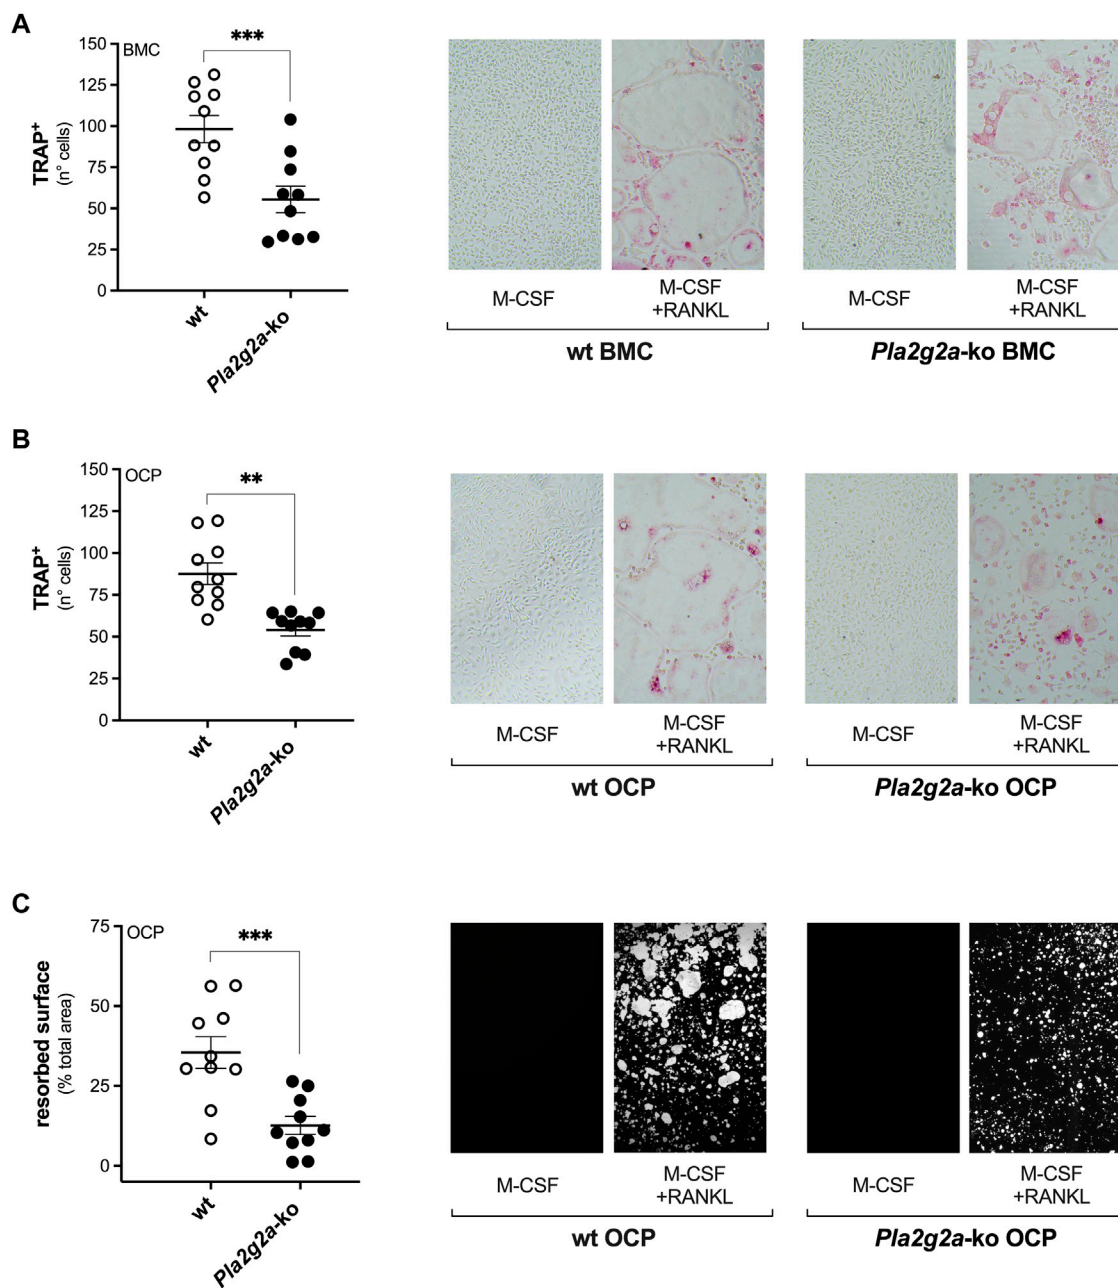 A
BMC
***
150
125
100
75
50
25
0
TRAP⁺
(n° cells)
wt
Pla2g2a-ko
M-CSF
M-CSF
+RANKL
wt BMC
M-CSF
M-CSF
+RANKL
Pla2g2a-ko BMC
B
OCP
**
150
125
100
75
50
25
0
TRAP⁺
(n° cells)
wt
Pla2g2a-ko
M-CSF
M-CSF
+RANKL
wt OCP
M-CSF
M-CSF
+RANKL
Pla2g2a-ko OCP
C
OCP
***
75
50
25
0
resorbed surface
(% total area)
wt
Pla2g2a-ko
M-CSF
M-CSF
+RANKL
wt OCP
M-CSF
M-CSF
+RANKL
Pla2g2a-ko OCP